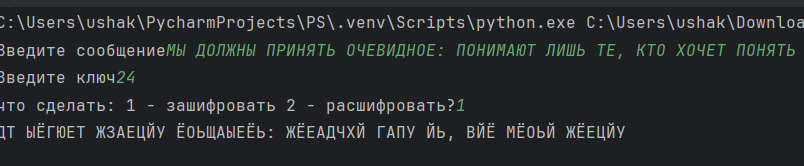 C:\Users\ushak\PycharmProjects\PS\.venv\Scripts\python.exe C:\Users\ushak\Downloa
Введите сообщениеМЫ ДОЛЖНЫ ПРИНЯТЬ ОЧЕВИДНОЕ: ПОНИМАЮТ ЛИШЬ ТЕ, КТО ХОЧЕТ ПОНЯТЬ
Введите ключ24
что сделать: 1 - зашифровать 2 - расшифровать?1
ДТ ЫЁГЮЕТ ЖЗАЕЦЙУ ЁОЬЩАЫЕЁЬ: ЖЁЕАДЧХЙ ГАПУ ЙЬ, ВЙЁ МЁОЬЙ ЖЁЕЦЙУ